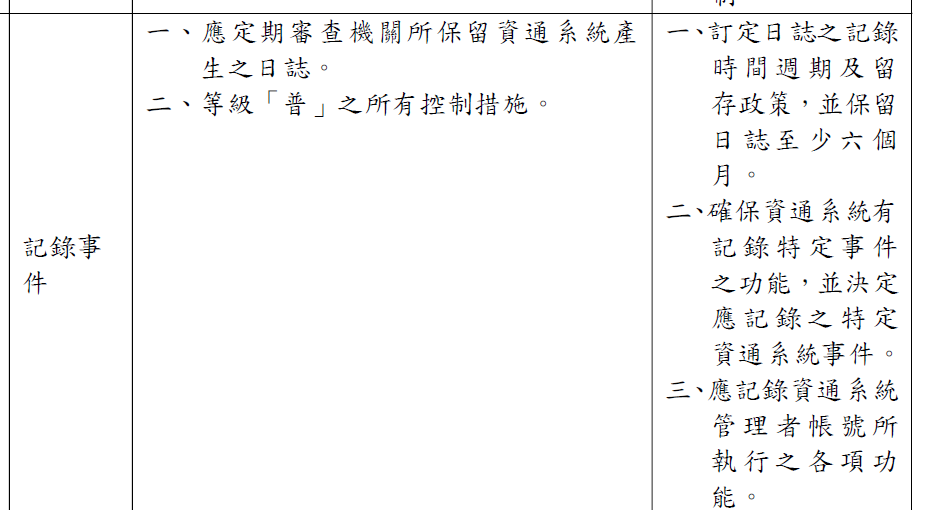 記錄事
件
一、應定期審查機關所保留資通系統產
生之日誌。
二、等級「普」之所有控制措施。
一、訂定日誌之記錄
時間週期及留
存政策，並保留
日誌至少六個
月。
二、確保資通系統有
記錄特定事件
之功能，並決定
應記錄之特定
資通系統事件。
三、應記錄資通系統
管理者帳號所
執行之各項功
能。